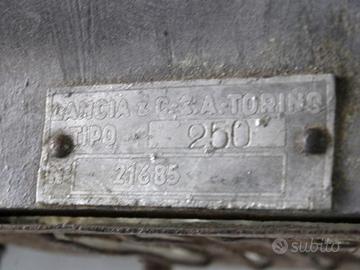 LANCIA & C. S.A. TORINO
TIPO 250
21685
subito